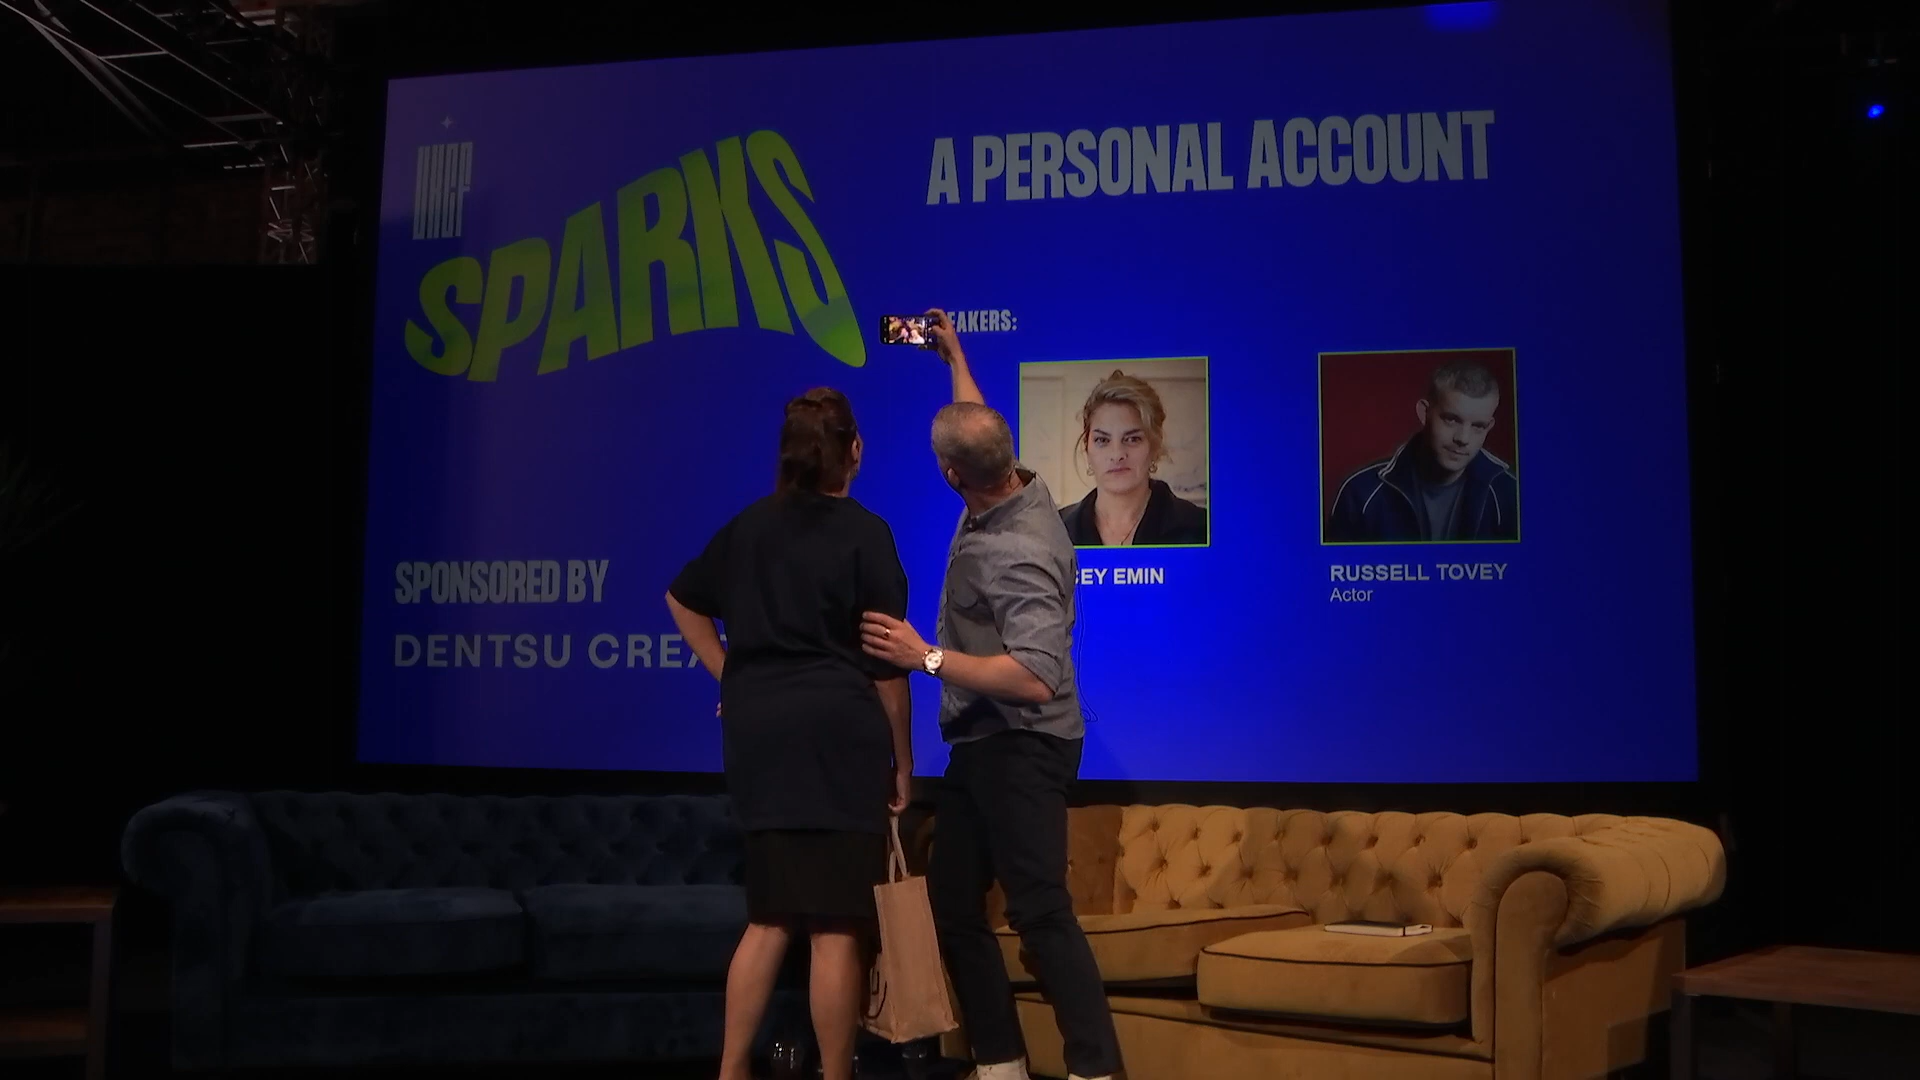 UKCF
SPARKS
A PERSONAL ACCOUNT
EAKERS:
CEY EMIN
RUSSELL TOVEY
Actor
SPONSORED BY
DENTSU CREA